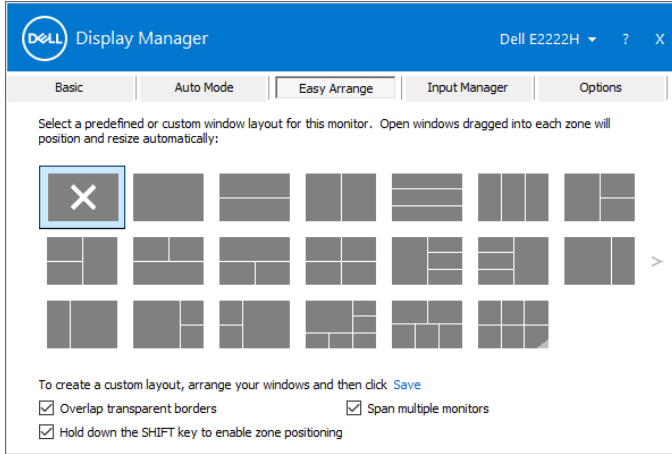 DELL Display Manager Dell E2222H ? X
Basic Auto Mode Easy Arrange Input Manager Options
Select a predefined or custom window layout for this monitor. Open windows dragged into each zone will
position and resize automatically:
>
To create a custom layout, arrange your windows and then click Save
Overlap transparent borders Span multiple monitors
Hold down the SHIFT key to enable zone positioning